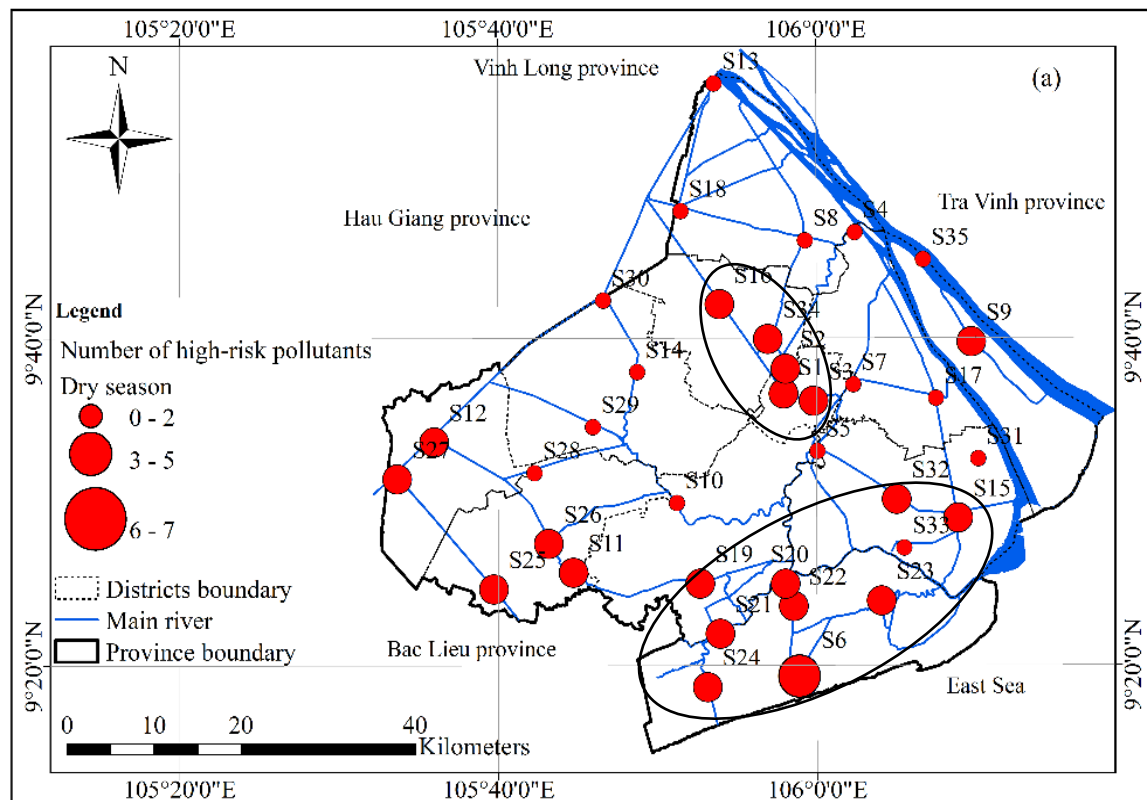 105°20'0"E 105°40'0"E 106°0'0"E
N
Vinh Long province
S13
(a)
S18
Hau Giang province
S8
S4
Tra Vinh province
S35
S30
S16
9°40'0"N
Legend
S34
S2
S9
9°40'0"N
Number of high-risk pollutants
S14
S1
S3
S7
S17
Dry season
0 - 2
S12
S29
S5
S31
3 - 5
S27
S28
S10
S32
S15
6 - 7
S26
S33
S25
S11
S19
S20
S22
S23
Districts boundary
S21
Main river
S6
Province boundary
Bac Lieu province
S24
East Sea
9°20'0"N
9°20'0"N
0 10 20 40
Kilometers
105°20'0"E 105°40'0"E 106°0'0"E